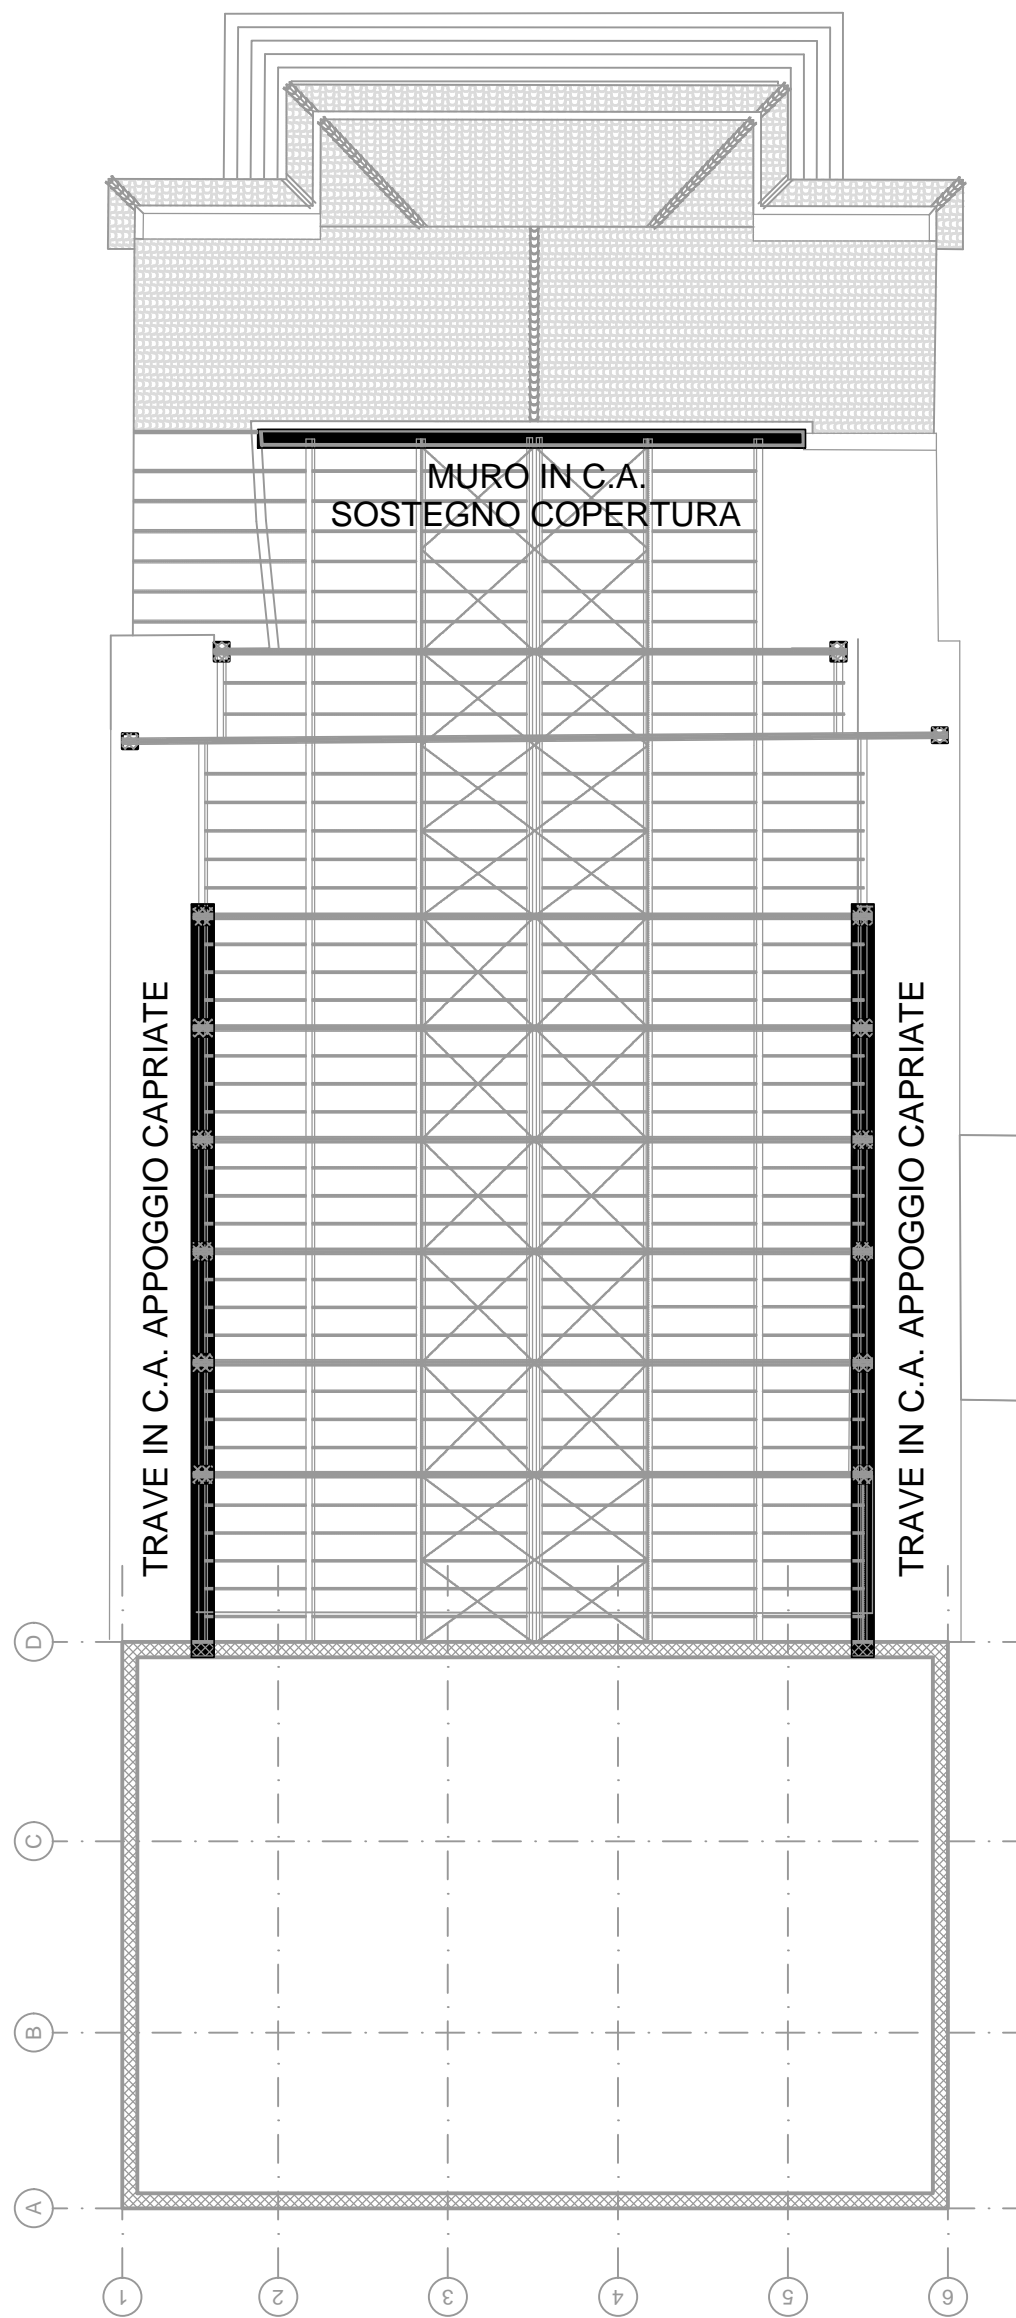 MURO IN C.A.
SOSTEGNO COPERTURA
TRAVE IN C.A. APPOGGIO CAPRIATE
TRAVE IN C.A. APPOGGIO CAPRIATE
D
C
B
A
1
2
3
4
5
6